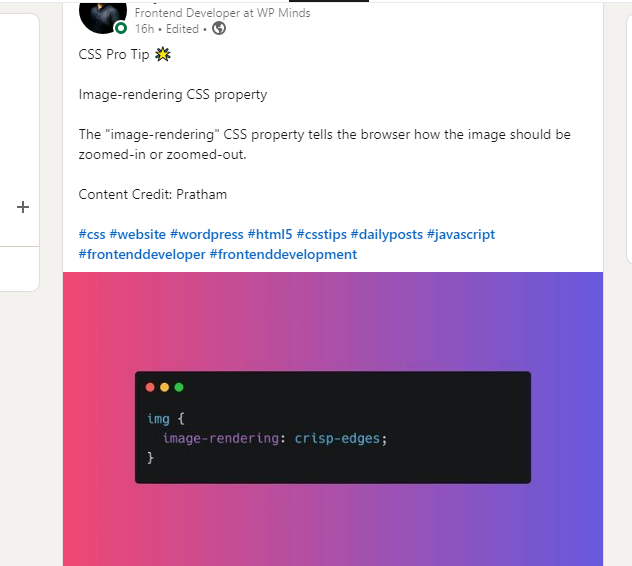 Frontend Developer at WP Minds
16h • Edited •
CSS Pro Tip
Image-rendering CSS property
The "image-rendering" CSS property tells the browser how the image should be
zoomed-in or zoomed-out.
Content Credit: Pratham
#css #website #wordpress #html5 #csstips #dailyposts #javascript
#frontenddeveloper #frontenddevelopment
img {
image-rendering: crisp-edges;
}